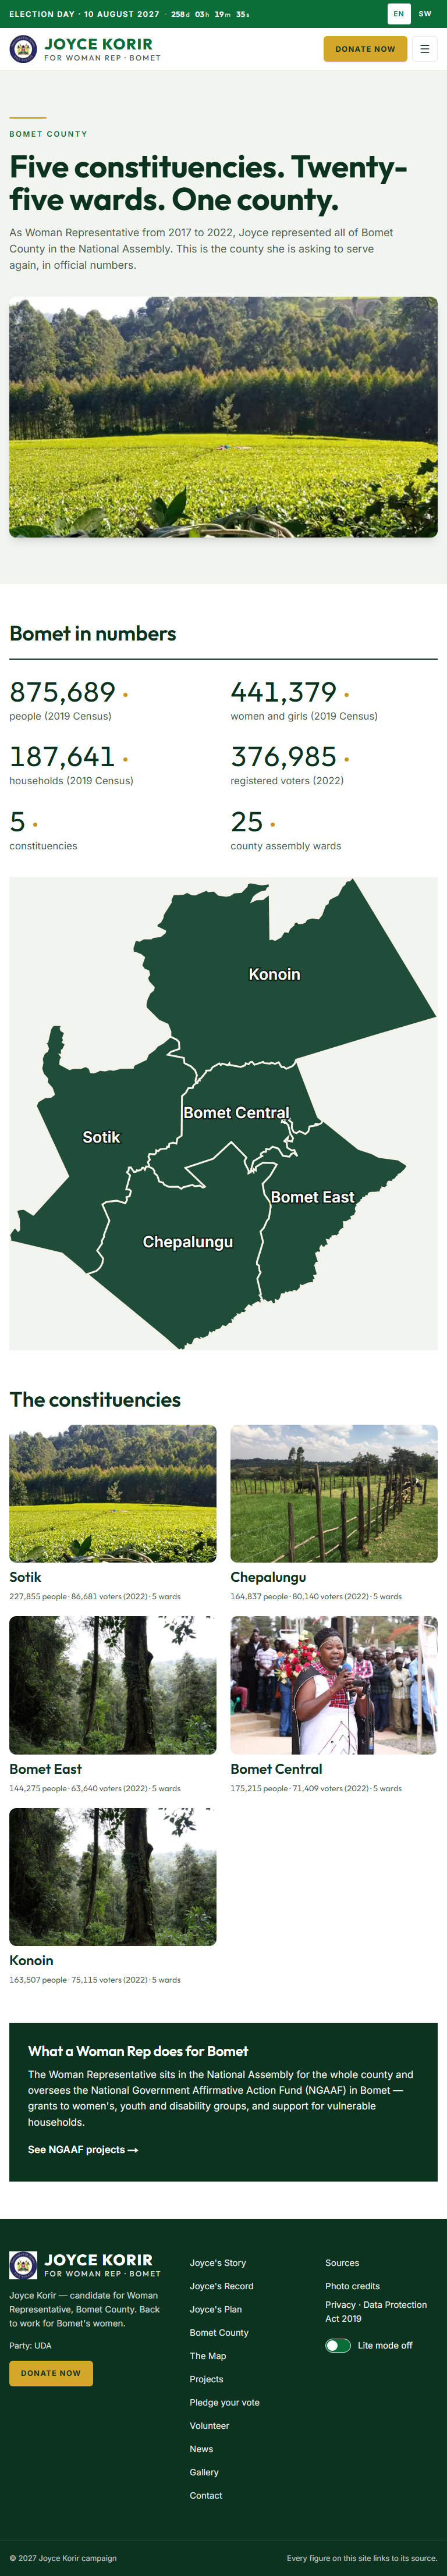 ELECTION DAY · 10 AUGUST 2027 · 258d 03h 19m 35s
EN SW
JOYCE KORIR
FOR WOMAN REP · BOMET
DONATE NOW
BOMET COUNTY
Five constituencies. Twenty-
five wards. One county.
As Woman Representative from 2017 to 2022, Joyce represented all of Bomet
County in the National Assembly. This is the county she is asking to serve
again, in official numbers.
Bomet in numbers
875,689
people (2019 Census)
441,379
women and girls (2019 Census)
187,641
households (2019 Census)
376,985
registered voters (2022)
5
constituencies
25
county assembly wards
Konoin
Bomet Central
Sotik
Bomet East
Chepalungu
The constituencies
Sotik
227,855 people · 86,681 voters (2022) · 5 wards
Chepalungu
164,837 people · 80,140 voters (2022) · 5 wards
Bomet East
144,275 people · 63,640 voters (2022) · 5 wards
Bomet Central
175,215 people · 71,409 voters (2022) · 5 wards
Konoin
163,507 people · 75,115 voters (2022) · 5 wards
What a Woman Rep does for Bomet
The Woman Representative sits in the National Assembly for the whole county and
oversees the National Government Affirmative Action Fund (NGAAF) in Bomet —
grants to women's, youth and disability groups, and support for vulnerable
households.
See NGAAF projects →
JOYCE KORIR
FOR WOMAN REP · BOMET
Joyce Korir — candidate for Woman
Representative, Bomet County. Back
to work for Bomet's women.
Party: UDA
DONATE NOW
Joyce's Story
Joyce's Record
Joyce's Plan
Bomet County
The Map
Projects
Pledge your vote
Volunteer
News
Gallery
Contact
Sources
Photo credits
Privacy · Data Protection
Act 2019
Lite mode off
© 2027 Joyce Korir campaign
Every figure on this site links to its source.